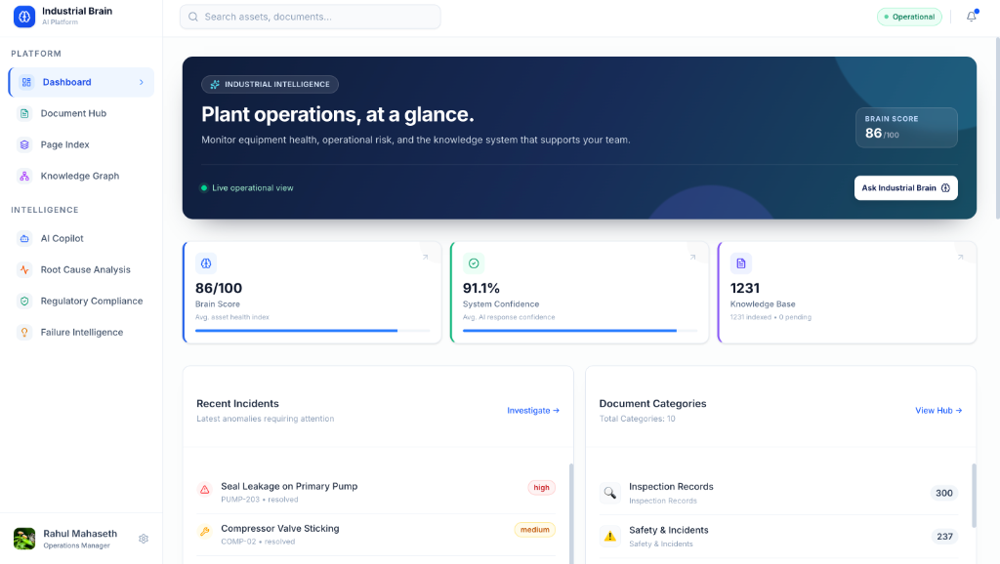 Industrial Brain
AI Platform
Search assets, documents...
Operational
PLATFORM
Dashboard
Document Hub
Page Index
Knowledge Graph
INTELLIGENCE
AI Copilot
Root Cause Analysis
Regulatory Compliance
Failure Intelligence
Rahul Mahaseth
Operations Manager
INDUSTRIAL INTELLIGENCE
Plant operations, at a glance.
Monitor equipment health, operational risk, and the knowledge system that supports your team.
BRAIN SCORE
86/100
Live operational view
Ask Industrial Brain
86/100
Brain Score
Avg. asset health index
91.1%
System Confidence
Avg. AI response confidence
1231
Knowledge Base
1231 indexed • 0 pending
Recent Incidents
Latest anomalies requiring attention
Investigate →
Seal Leakage on Primary Pump
PUMP-203 • resolved
high
Compressor Valve Sticking
COMP-02 • resolved
medium
Document Categories
Total Categories: 10
View Hub →
Inspection Records
Inspection Records
300
Safety & Incidents
Safety & Incidents
237